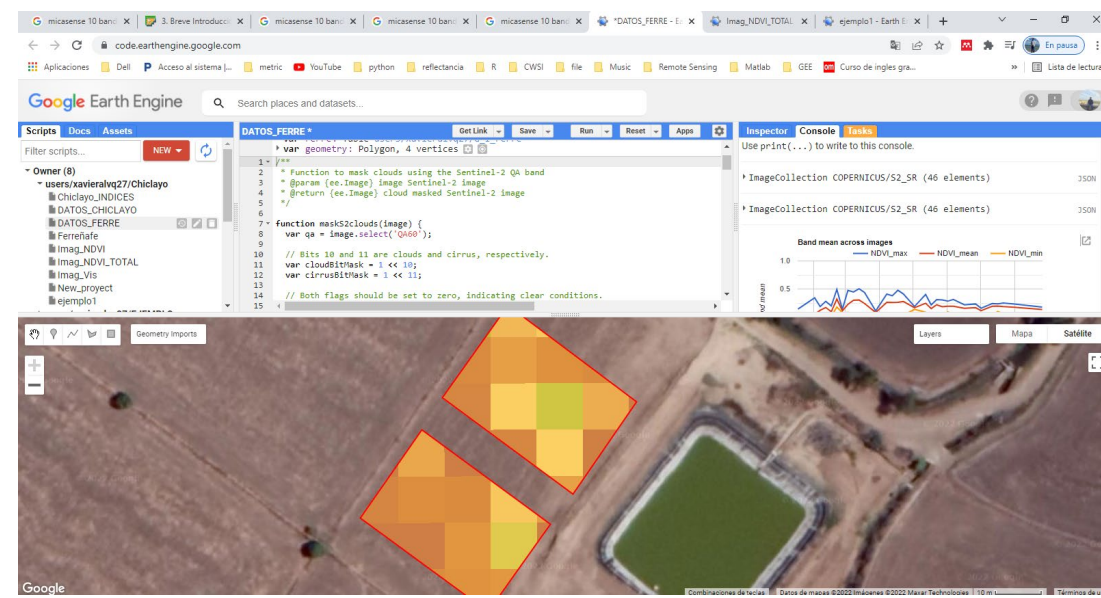 micasense 10 band
3. Breve Introducci
micasense 10 band
micasense 10 band
micasense 10 band
*DATOS_FERRE - E
Imag_NDVI_TOTAL
ejemplo1 - Earth E
code.earthengine.google.com
En pausa
Aplicaciones
Dell
Acceso al sistema |...
metric
YouTube
python
reflectancia
R
CWSI
file
Music
Remote Sensing
Matlab
GEE
om
Curso de ingles gra...
»
Lista de lectura
Google Earth Engine
Search places and datasets...
Scripts Docs Assets
Filter scripts...
NEW
Owner (8)
users/xavieralvq27/Chiclayo
Chiclayo_INDICES
DATOS_CHICLAYO
DATOS_FERRE
Ferreñafe
Imag_NDVI
Imag_NDVI_TOTAL
Imag_Vis
New_proyect
ejemplo1
DATOS_FERRE *
Get Link
Save
Run
Reset
Apps
var geometry: Polygon, 4 vertices
1 /**
2 * Function to mask clouds using the Sentinel-2 QA band
3 * @param {ee.Image} image Sentinel-2 image
4 * @return {ee.Image} cloud masked Sentinel-2 image
5 */
6
7 function maskS2clouds(image) {
8 var qa = image.select('QA60');
9
10 // Bits 10 and 11 are clouds and cirrus, respectively.
11 var cloudBitMask = 1 << 10;
12 var cirrusBitMask = 1 << 11;
13
14 // Both flags should be set to zero, indicating clear conditions.
15
Inspector Console Tasks
Use print(...) to write to this console.
ImageCollection COPERNICUS/S2_SR (46 elements)
JSON
ImageCollection COPERNICUS/S2_SR (46 elements)
JSON
Band mean across images
NDVI_max NDVI_mean NDVI_min
1.0
0.5
mean
Geometry Imports
Layers
Mapa
Satélite
Google
Combinaciones de teclas
Datos de mapas ©2022 Imágenes ©2022 Maxar Technologies
10 m
Términos de u